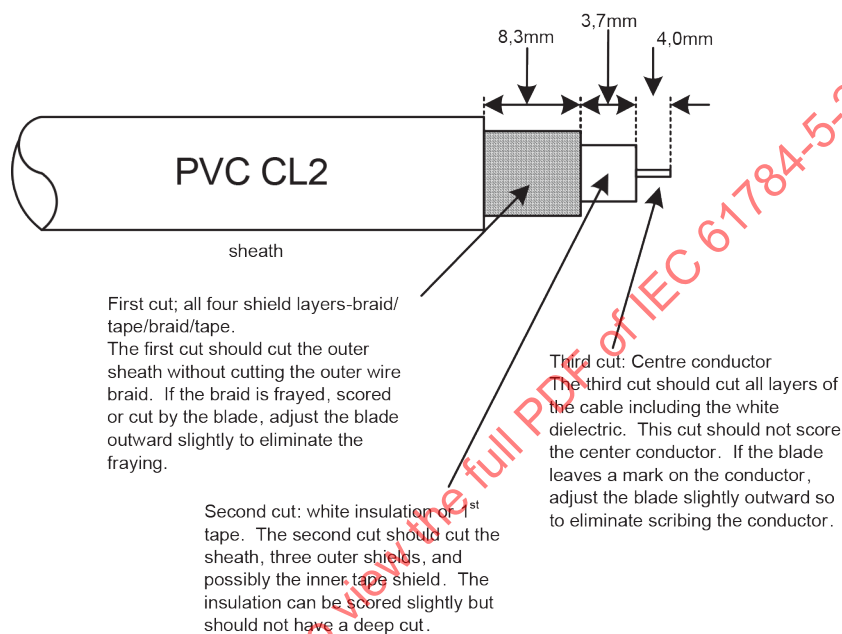 3,7mm
8,3mm
4,0mm
PVC CL2
sheath
First cut; all four shield layers-braid/
tape/braid/tape.
The first cut should cut the outer
sheath without cutting the outer wire
braid. If the braid is frayed, scored
or cut by the blade, adjust the blade
outward slightly to eliminate the
fraying.
Third cut: Centre conductor
The third cut should cut all layers of
the cable including the white
dielectric. This cut should not score
the center conductor. If the blade
leaves a mark on the conductor,
adjust the blade slightly outward so
to eliminate scribing the conductor.
Second cut: white insulation or 1st
tape. The second cut should cut the
sheath, three outer shields, and
possibly the inner tape shield. The
insulation can be scored slightly but
should not have a deep cut.
view the full PDF of IEC 61784-5-